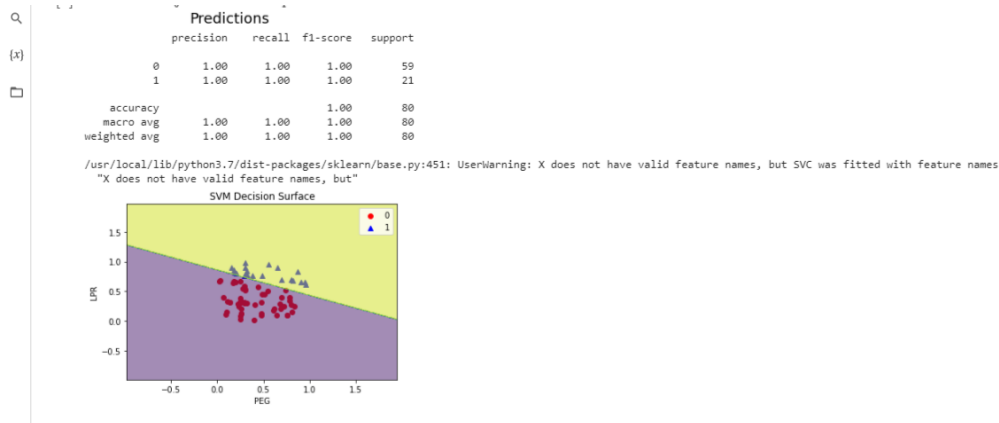 Predictions
precision recall f1-score support
0 1.00 1.00 1.00 59
1 1.00 1.00 1.00 21
accuracy 1.00 80
macro avg 1.00 1.00 1.00 80
weighted avg 1.00 1.00 1.00 80
/usr/local/lib/python3.7/dist-packages/sklearn/base.py:451: UserWarning: X does not have valid feature names, but SVC was fitted with feature names
"X does not have valid feature names, but"
SVM Decision Surface
0
1
1.5
1.0
0.5
0.0
−0.5
LPR
−0.5 0.0 0.5 1.0 1.5
PEG
{x}